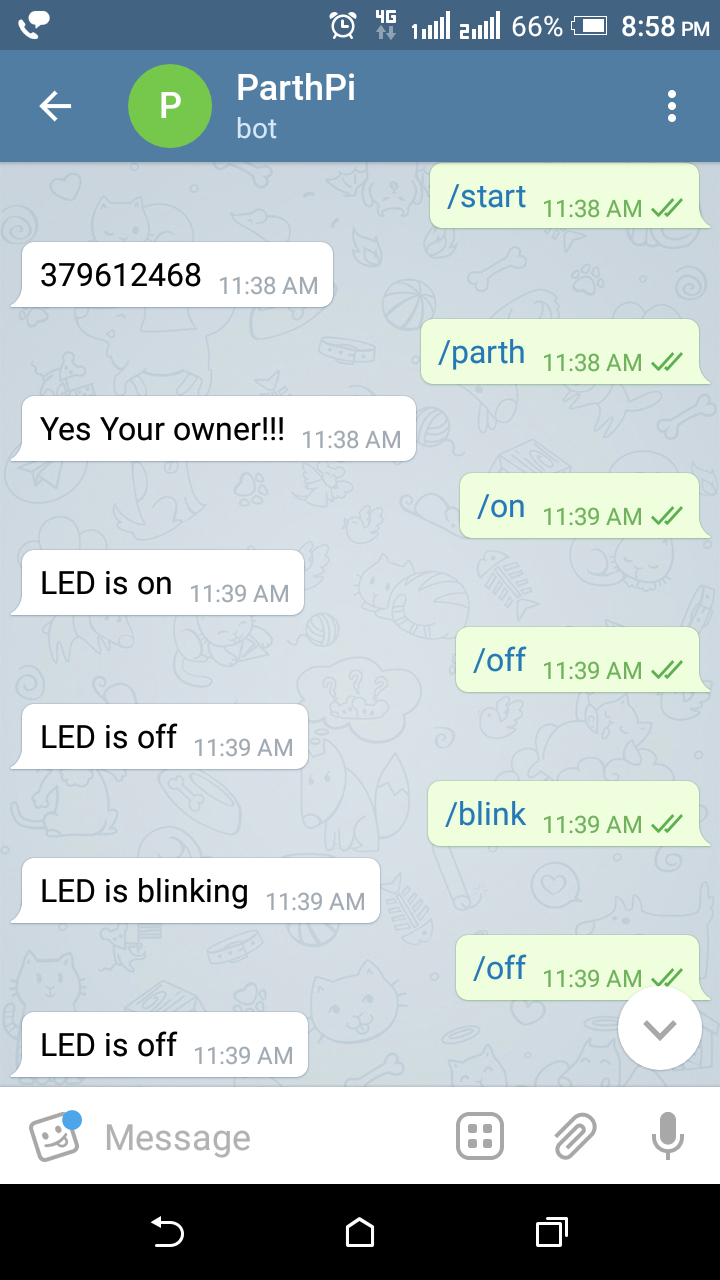 4G 1 2 66% 8:58 PM
P ParthPi
bot
/start 11:38 AM
379612468 11:38 AM
/parth 11:38 AM
Yes Your owner!!! 11:38 AM
/on 11:39 AM
LED is on 11:39 AM
/off 11:39 AM
LED is off 11:39 AM
/blink 11:39 AM
LED is blinking 11:39 AM
/off 11:39 AM
LED is off 11:39 AM
Message